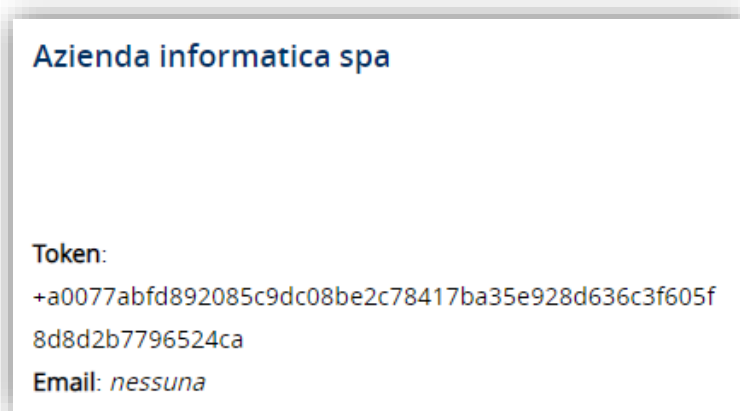 Azienda informatica spa
Token:
+a0077abfd892085c9dc08be2c78417ba35e928d636c3f605f
8d8d2b7796524ca
Email: nessuna